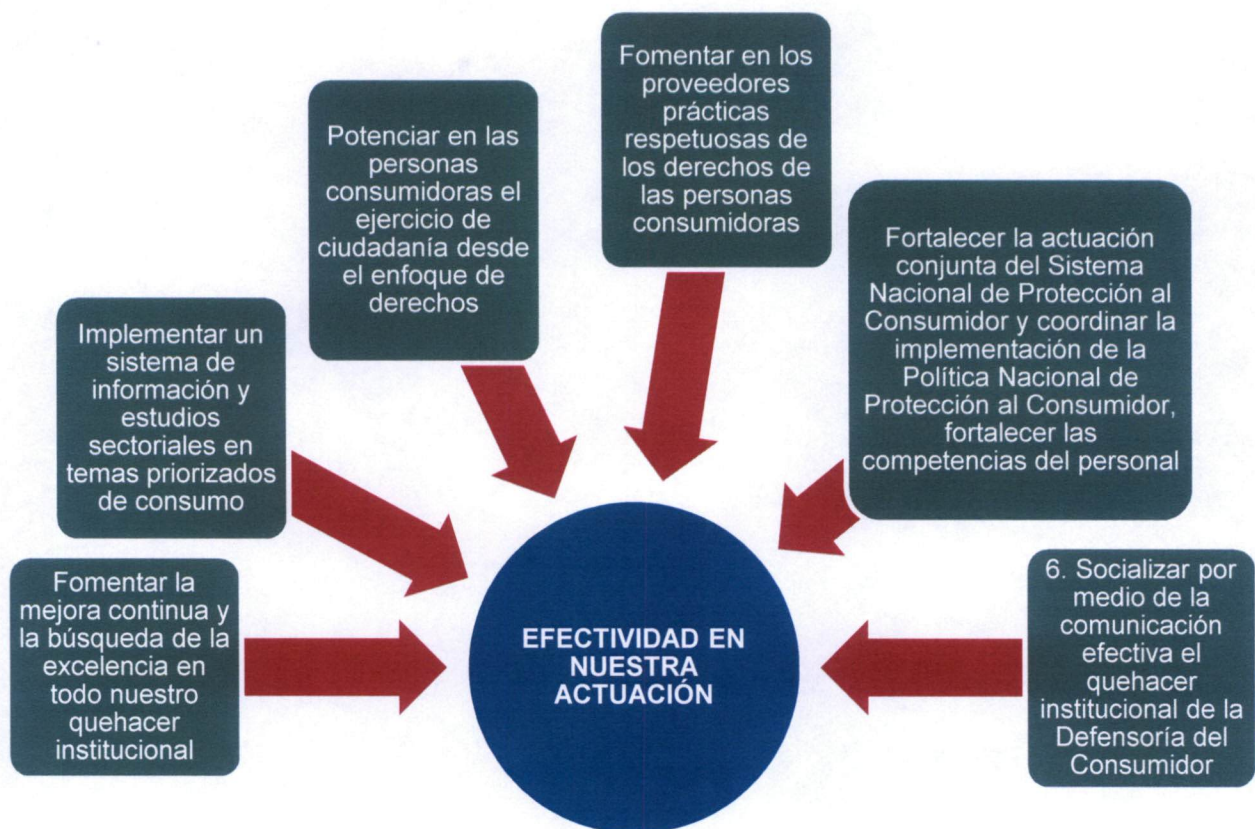 Fomentar en los
proveedores
prácticas
respetuosas de
los derechos de
las personas
consumidoras
Potenciar en las
personas
consumidoras el
ejercicio de
ciudadanía desde
el enfoque de
derechos
Fortalecer la actuación
conjunta del Sistema
Nacional de Protección al
Consumidor y coordinar la
implementación de la
Política Nacional de
Protección al Consumidor,
fortalecer las
competencias del personal
Implementar un
sistema de
información y
estudios
sectoriales en
temas priorizados
de consumo
Fomentar la
mejora continua y
la búsqueda de la
excelencia en
todo nuestro
quehacer
institucional
EFECTIVIDAD EN
NUESTRA
ACTUACIÓN
6. Socializar por
medio de la
comunicación
efectiva el
quehacer
institucional de la
Defensoría del
Consumidor